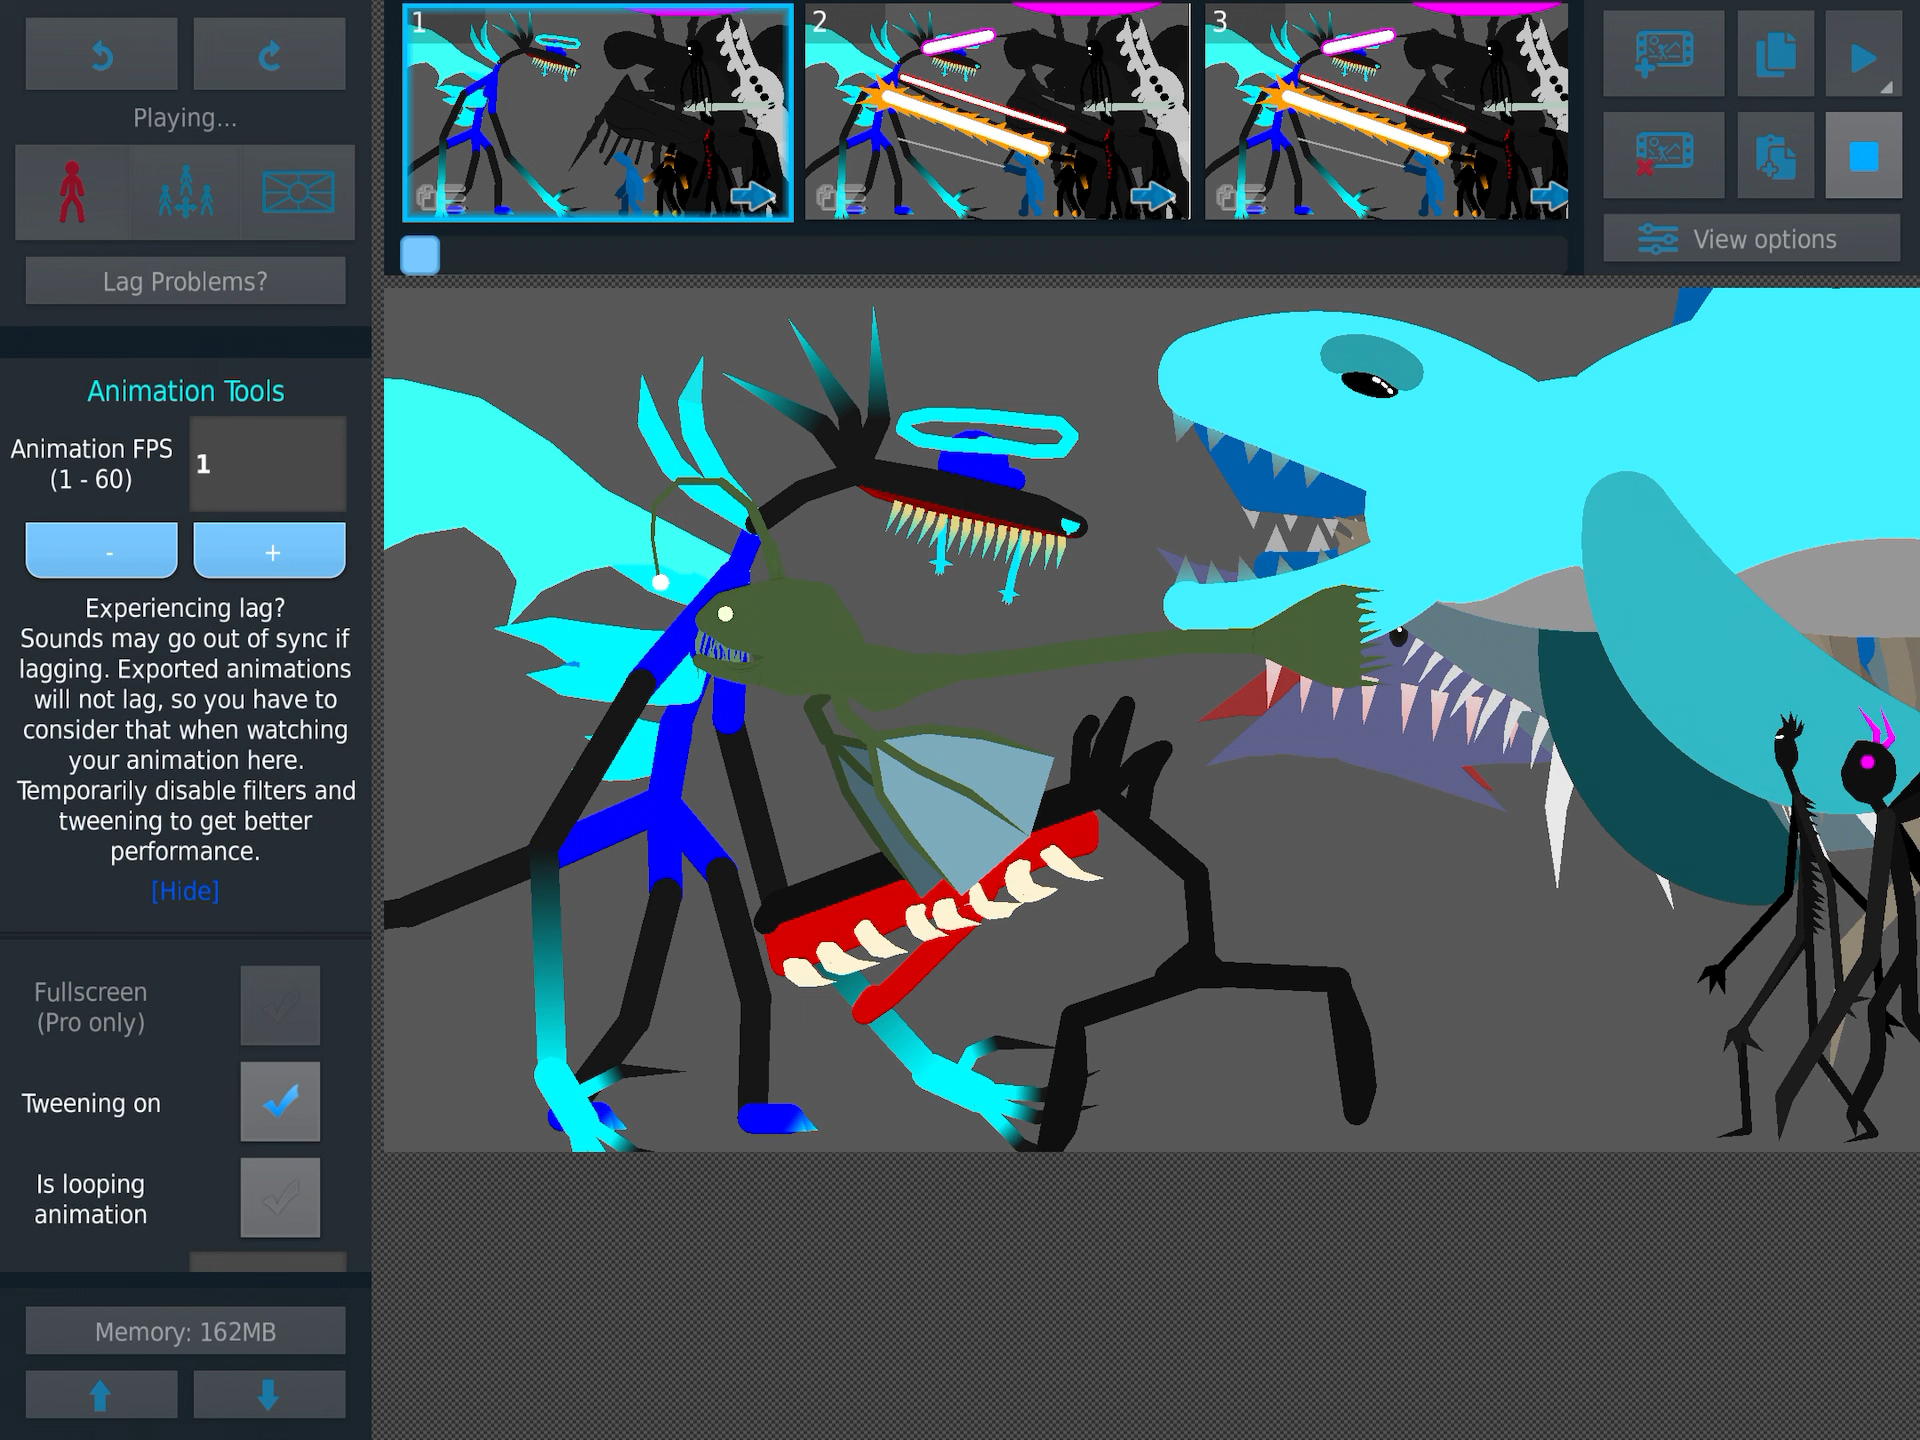 Playing...
Lag Problems?
Animation Tools
Animation FPS
(1 - 60)
1
-
+
Experiencing lag?
Sounds may go out of sync if
lagging. Exported animations
will not lag, so you have to
consider that when watching
your animation here.
Temporarily disable filters and
tweening to get better
performance.
[Hide]
Fullscreen
(Pro only)
Tweening on
Is looping
animation
Memory: 162MB
1
2
3
View options